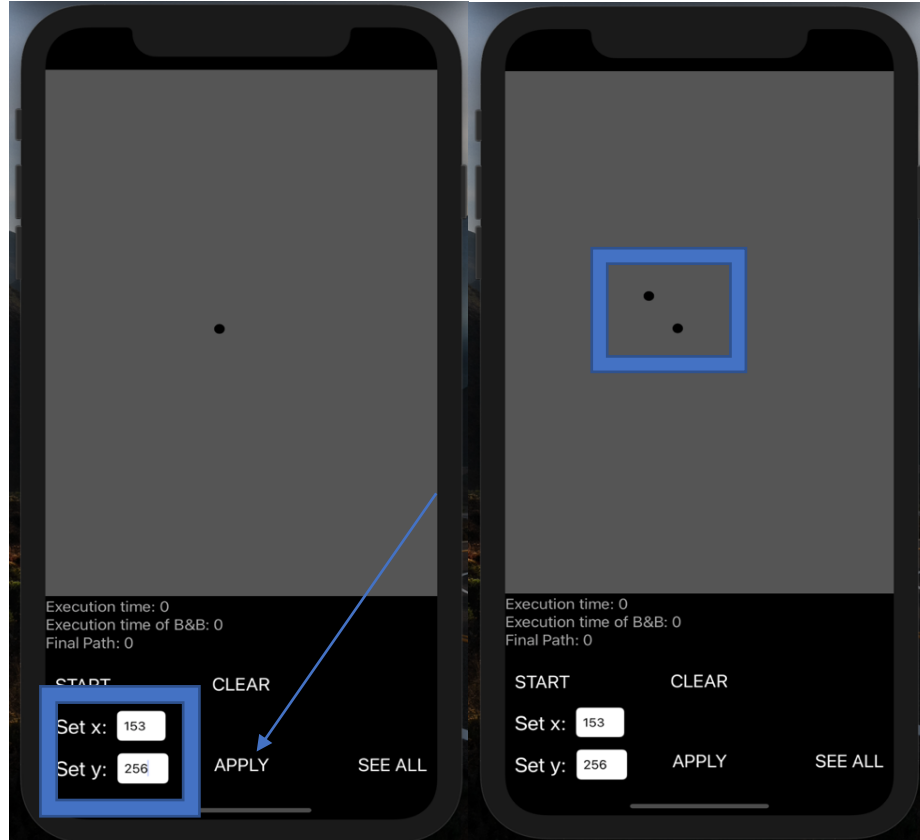 Execution time: 0
Execution time of B&B: 0
Final Path: 0
START CLEAR
Set x: 153
Set y: 256 APPLY SEE ALL
Execution time: 0
Execution time of B&B: 0
Final Path: 0
START CLEAR
Set x: 153
Set y: 256 APPLY SEE ALL